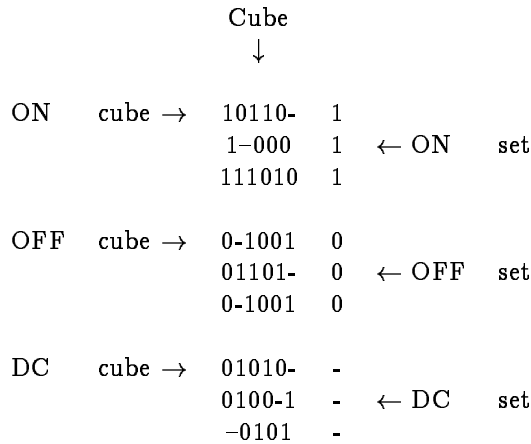 Cube
↓
ON cube → 10110- 1
1–000 1 ← ON set
111010 1
OFF cube → 0-1001 0
01101- 0 ← OFF set
0-1001 0
DC cube → 01010- -
0100-1 - ← DC set
–0101 -